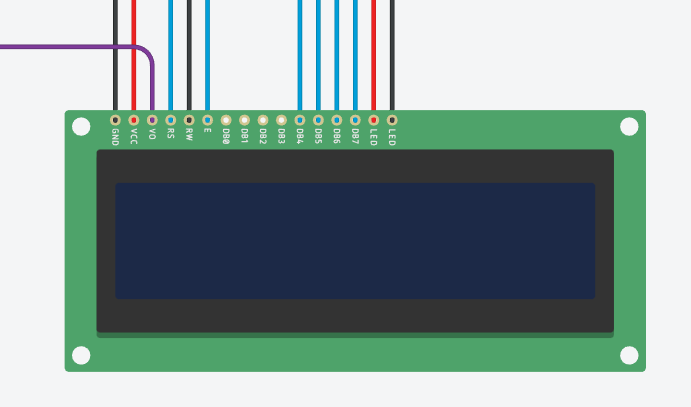 GND VCC VO RS RW E DB0 DB1 DB2 DB3 DB4 DB5 DB6 DB7 LED LED